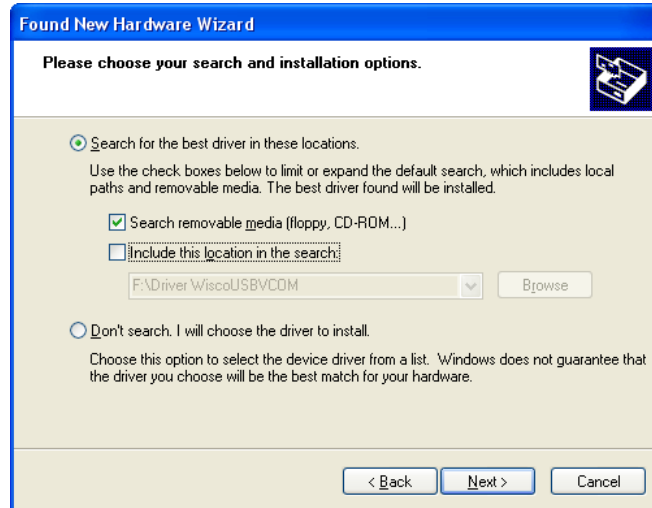 Found New Hardware Wizard
Please choose your search and installation options.
Search for the best driver in these locations.
Use the check boxes below to limit or expand the default search, which includes local
paths and removable media. The best driver found will be installed.
Search removable media (floppy, CD-ROM...)
Include this location in the search:
F:\Driver WiscoUSBVCOM
Browse
Don't search. I will choose the driver to install.
Choose this option to select the device driver from a list. Windows does not guarantee that
the driver you choose will be the best match for your hardware.
< Back
Next >
Cancel